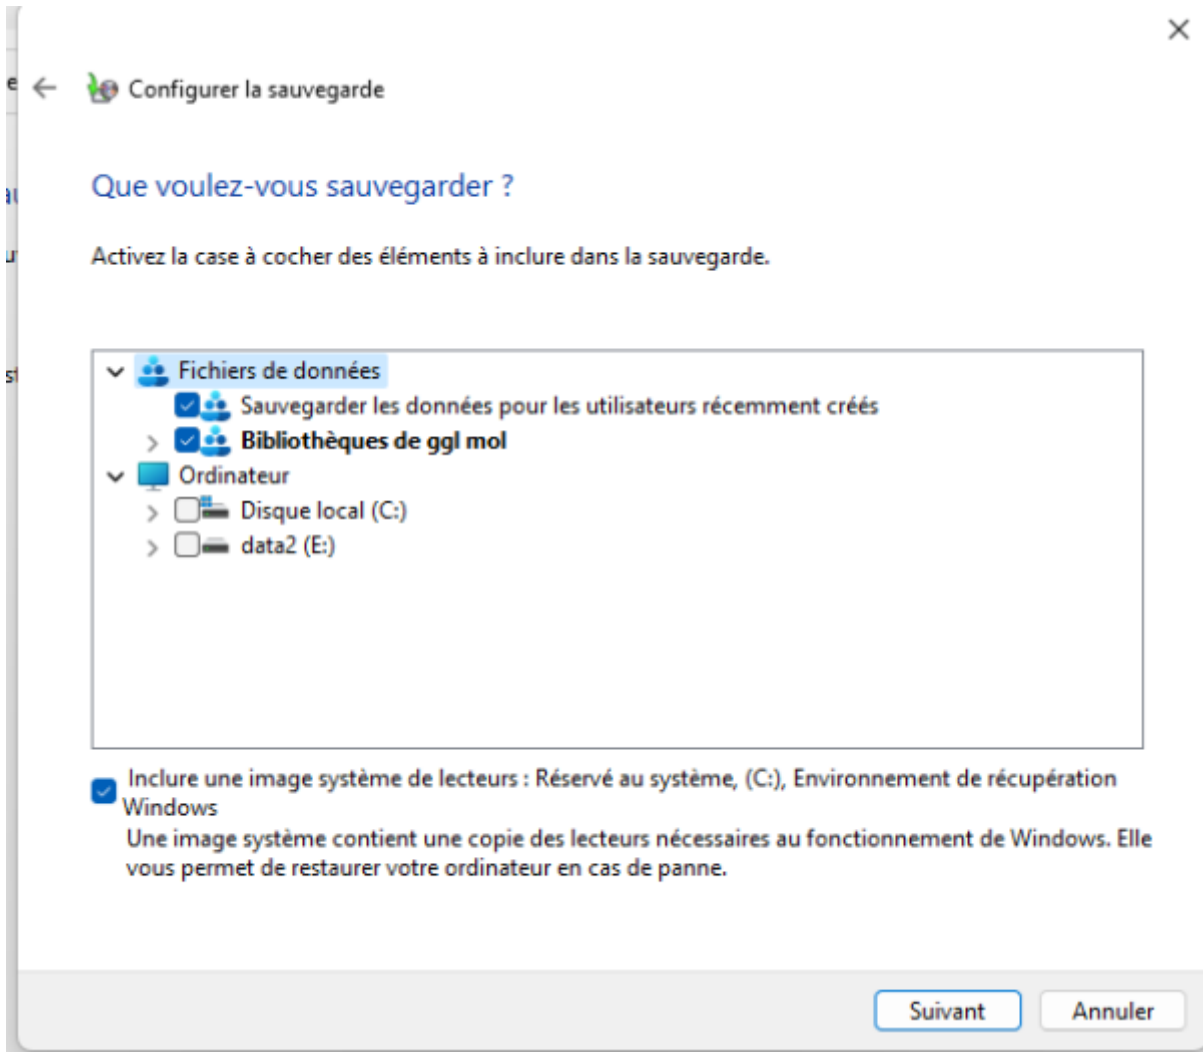 Configurer la sauvegarde
Que voulez-vous sauvegarder ?
Activez la case à cocher des éléments à inclure dans la sauvegarde.
Fichiers de données
Sauvegarder les données pour les utilisateurs récemment créés
Bibliothèques de ggl mol
Ordinateur
Disque local (C:)
data2 (E:)
Inclure une image système de lecteurs : Réservé au système, (C:), Environnement de récupération
Windows
Une image système contient une copie des lecteurs nécessaires au fonctionnement de Windows. Elle
vous permet de restaurer votre ordinateur en cas de panne.
Suivant
Annuler